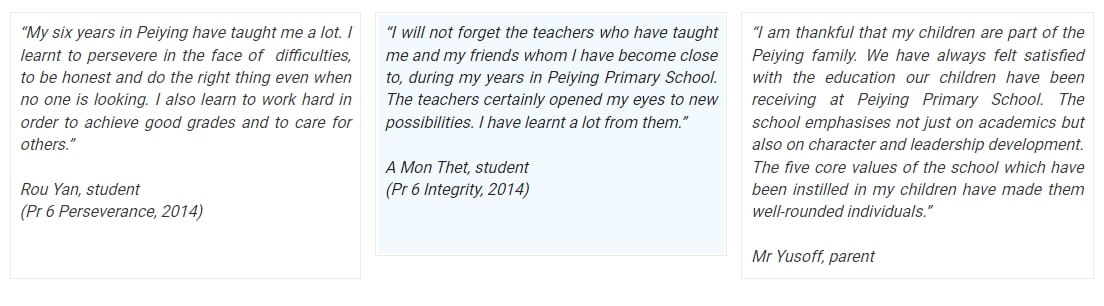 “My six years in Peiying have taught me a lot. I
learnt to persevere in the face of difficulties,
to be honest and do the right thing even when
no one is looking. I also learn to work hard in
order to achieve good grades and to care for
others.”
Rou Yan, student
(Pr 6 Perseverance, 2014)
“I will not forget the teachers who have taught
me and my friends whom I have become close
to, during my years in Peiying Primary School.
The teachers certainly opened my eyes to new
possibilities. I have learnt a lot from them.”
A Mon Thet, student
(Pr 6 Integrity, 2014)
“I am thankful that my children are part of the
Peiying family. We have always felt satisfied
with the education our children have been
receiving at Peiying Primary School. The
school emphasises not just on academics but
also on character and leadership development.
The five core values of the school which have
been instilled in my children have made them
well-rounded individuals.”
Mr Yusoff, parent